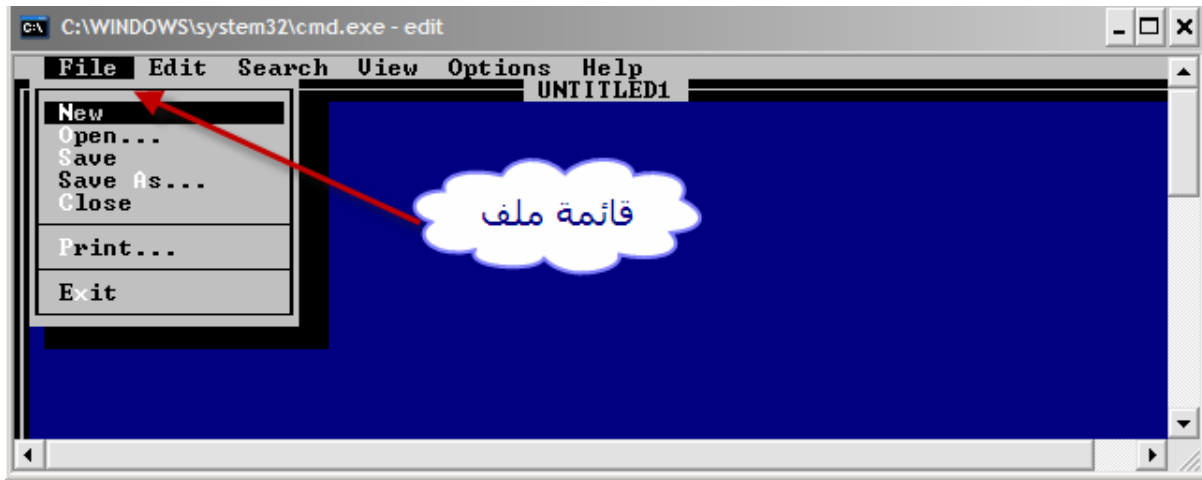 C:\WINDOWS\system32\cmd.exe - edit
File Edit Search View Options Help
UNTITLED1
New
Open...
Save
Save As...
Close
Print...
Exit
قائمة ملف